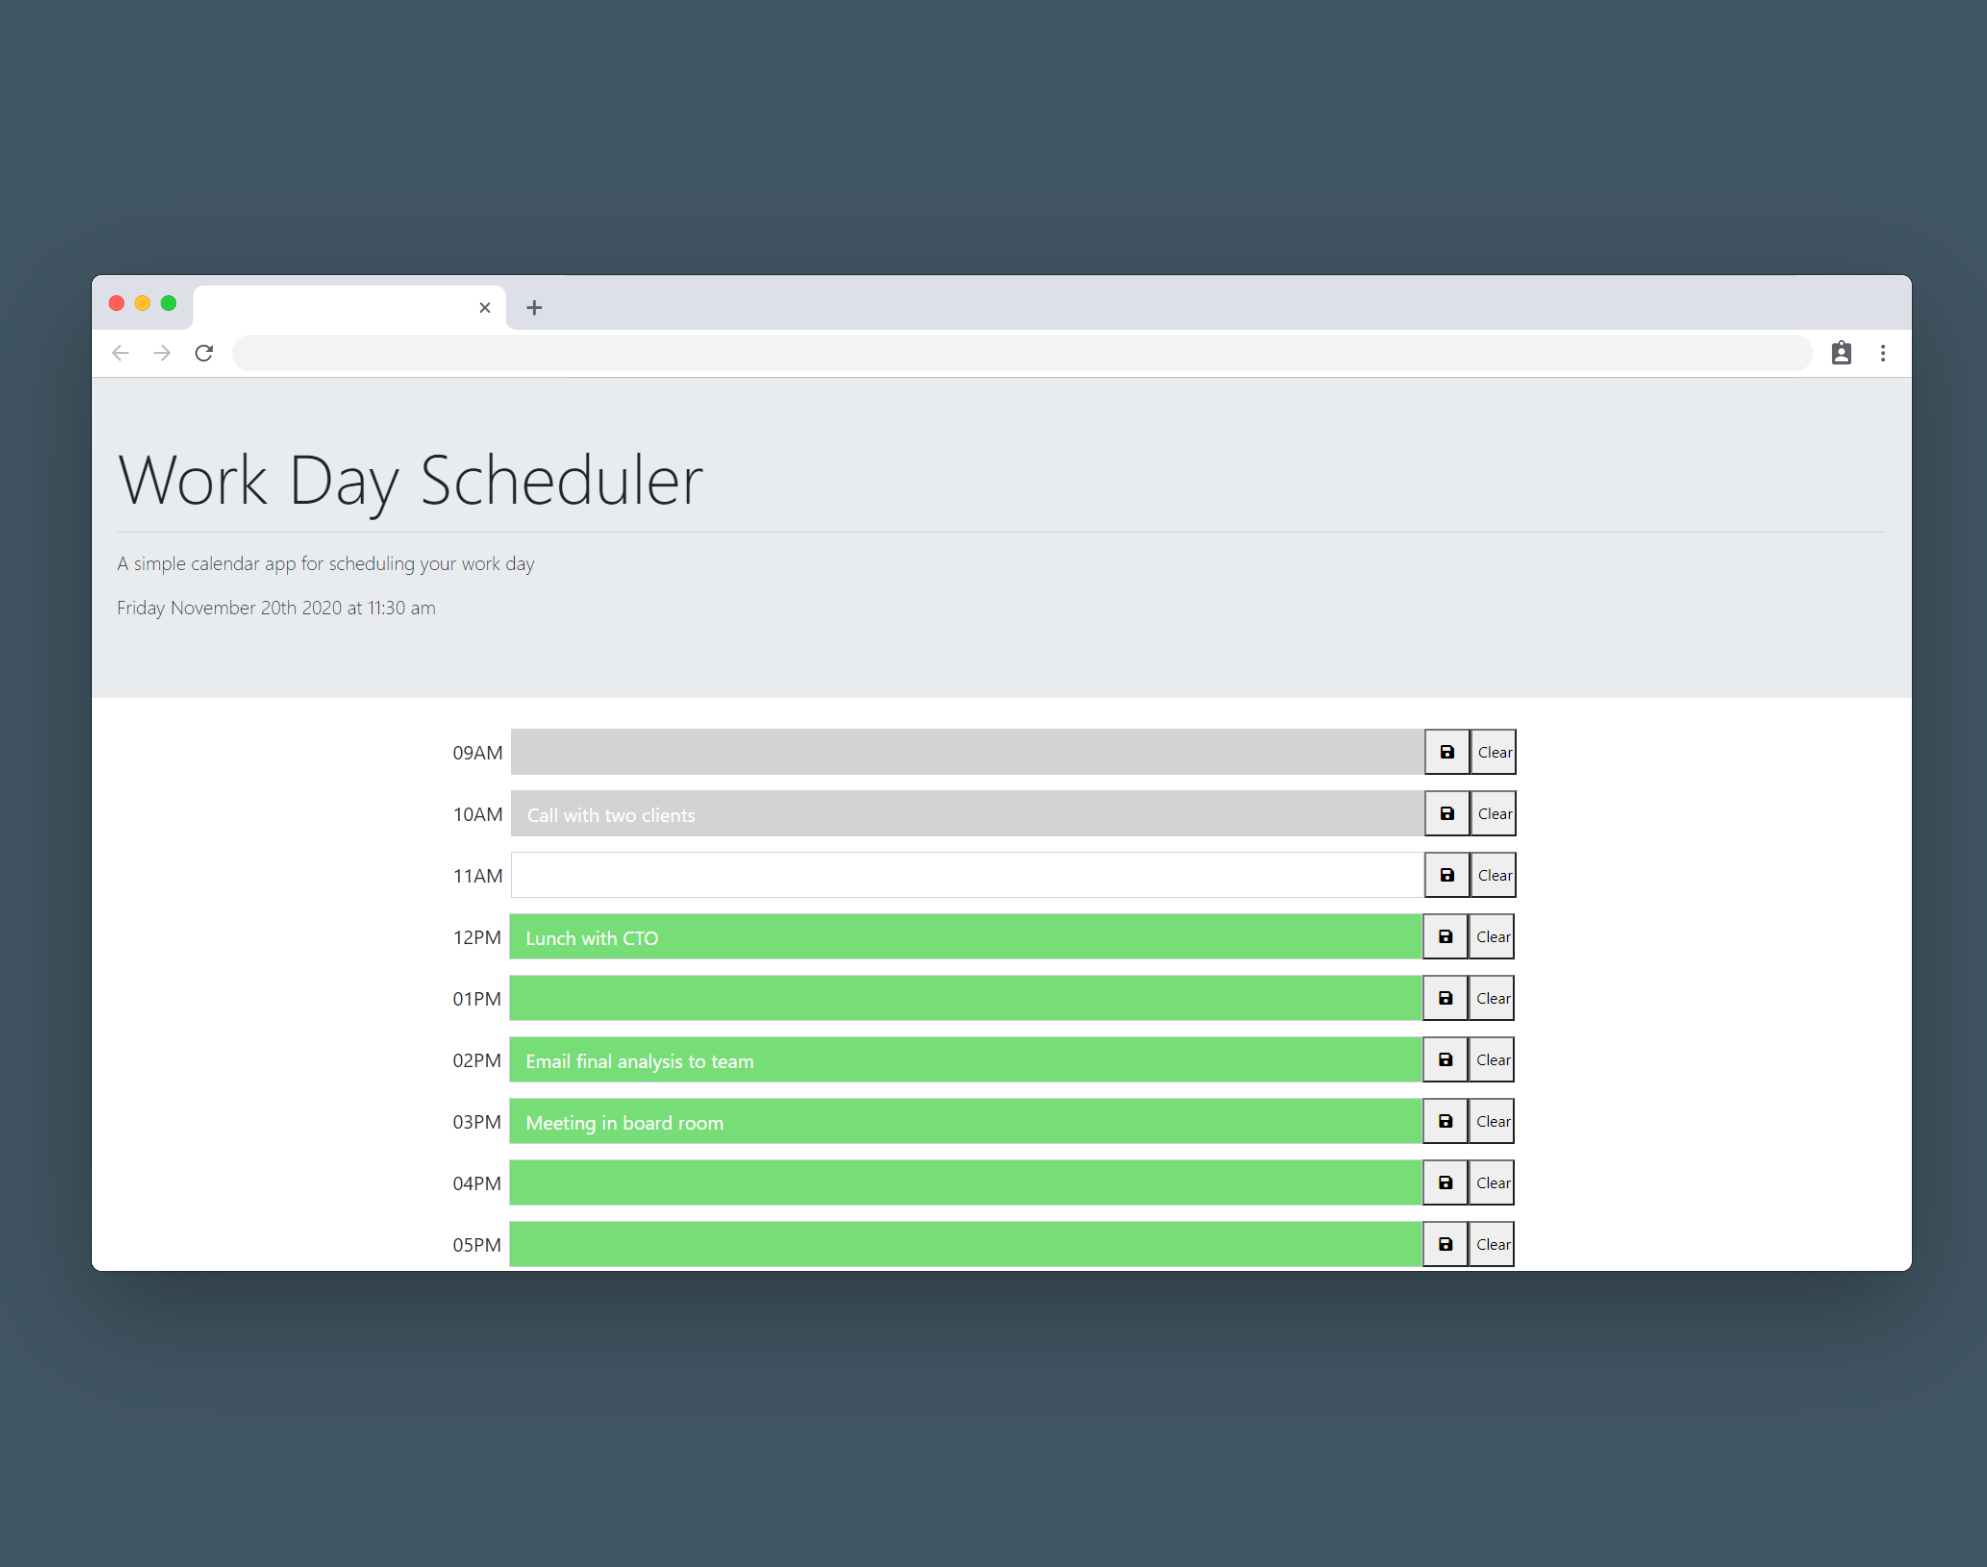 Work Day Scheduler
A simple calendar app for scheduling your work day
Friday November 20th 2020 at 11:30 am
09AM Clear
10AM Call with two clients Clear
11AM Clear
12PM Lunch with CTO Clear
01PM Clear
02PM Email final analysis to team Clear
03PM Meeting in board room Clear
04PM Clear
05PM Clear